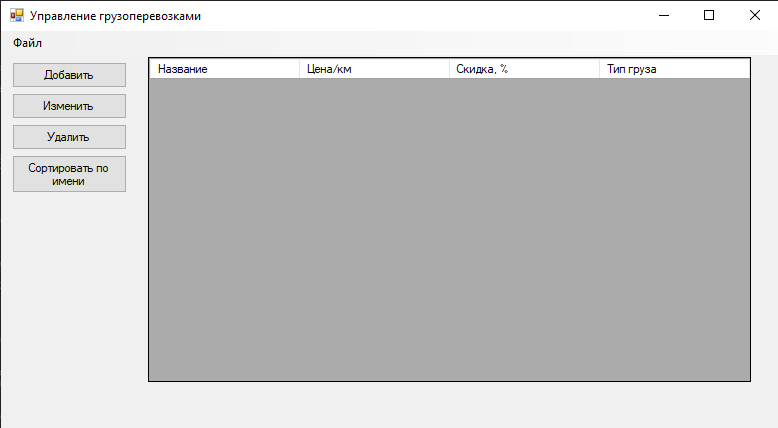 Управление грузоперевозками
Файл
Добавить
Изменить
Удалить
Сортировать по
имени
Название Цена/км Скидка, % Тип груза